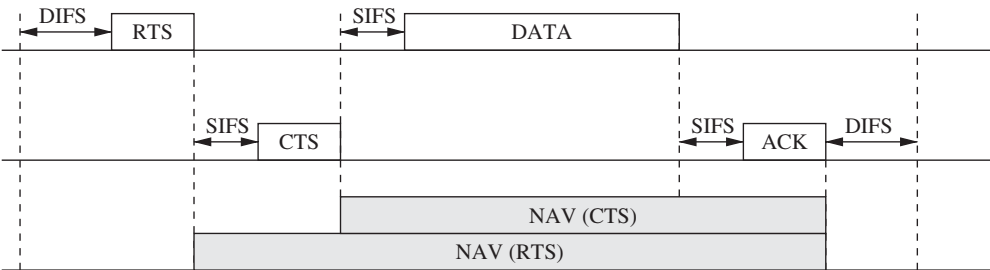 DIFS
RTS
SIFS
DATA
SIFS
CTS
SIFS
ACK
DIFS
NAV (CTS)
NAV (RTS)